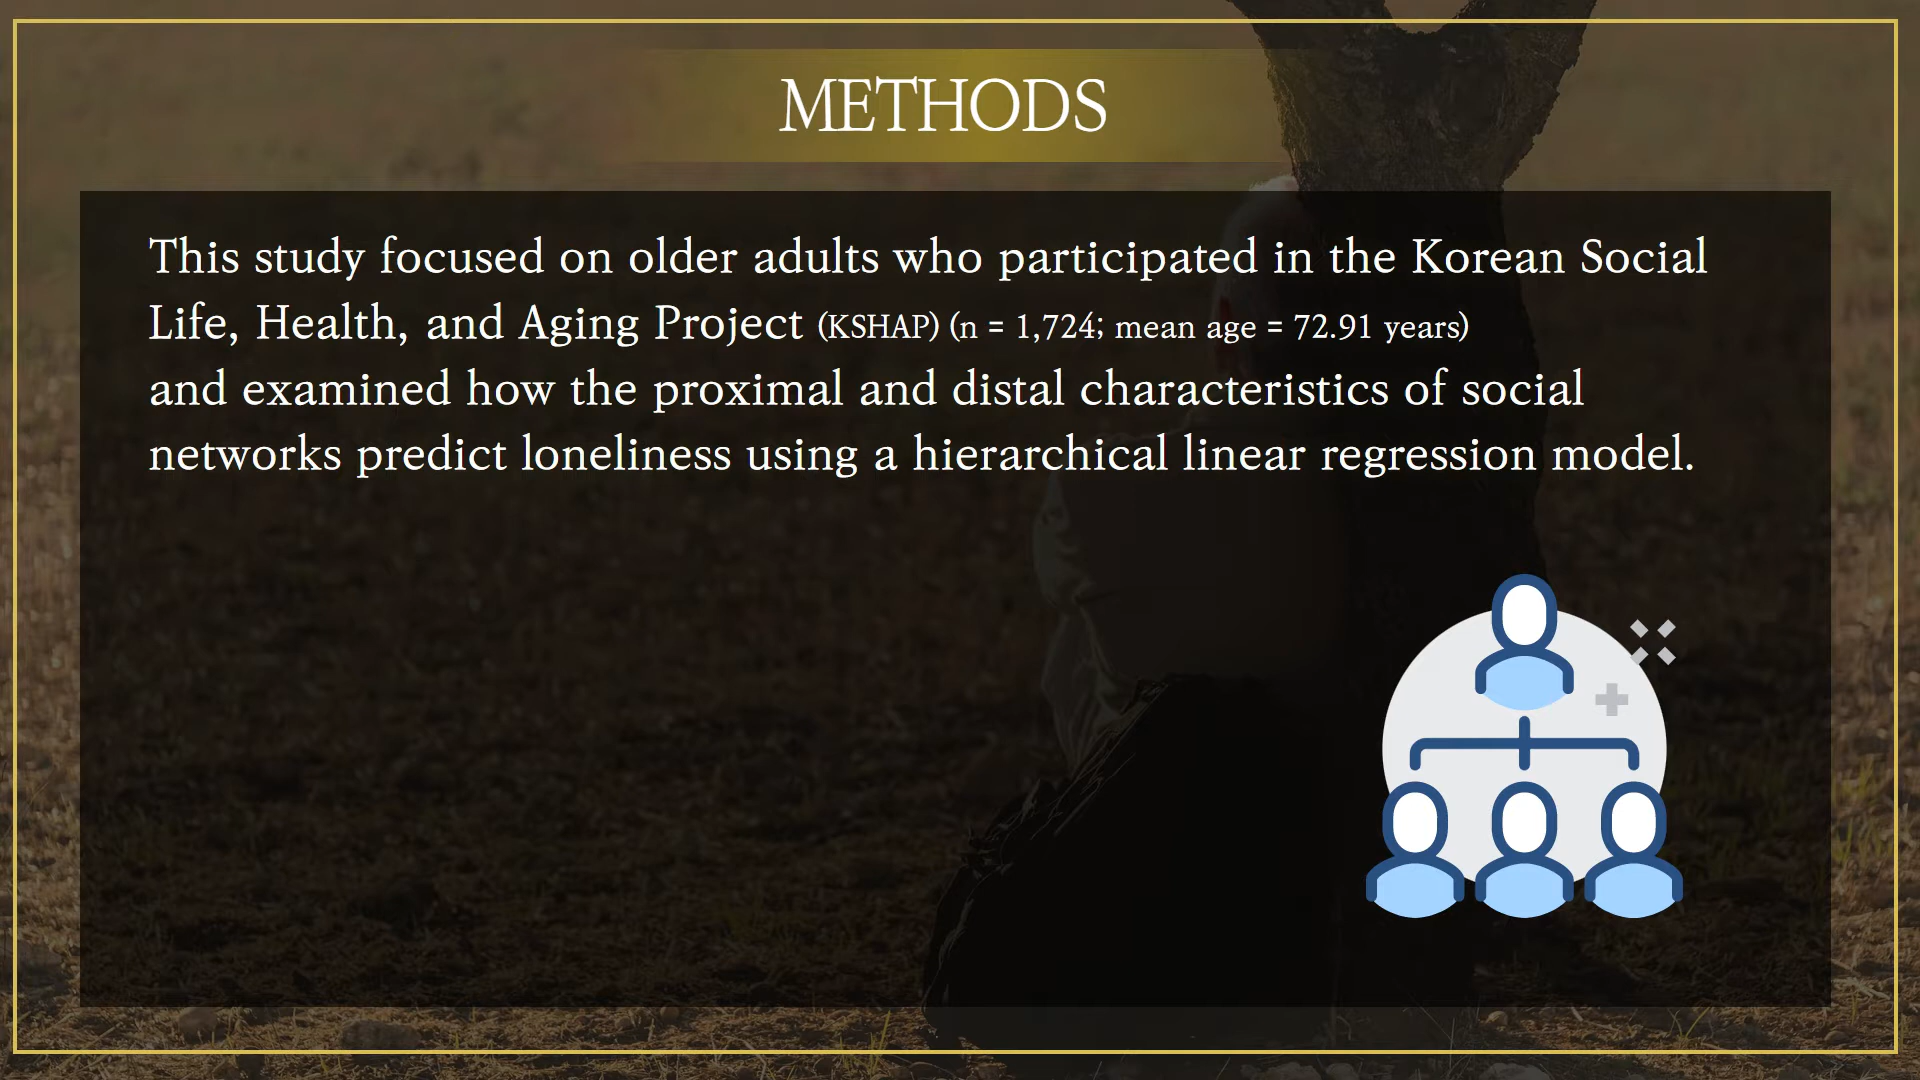 METHODS
This study focused on older adults who participated in the Korean Social
Life, Health, and Aging Project (KSHAP) (n = 1,724; mean age = 72.91 years)
and examined how the proximal and distal characteristics of social
networks predict loneliness using a hierarchical linear regression model.